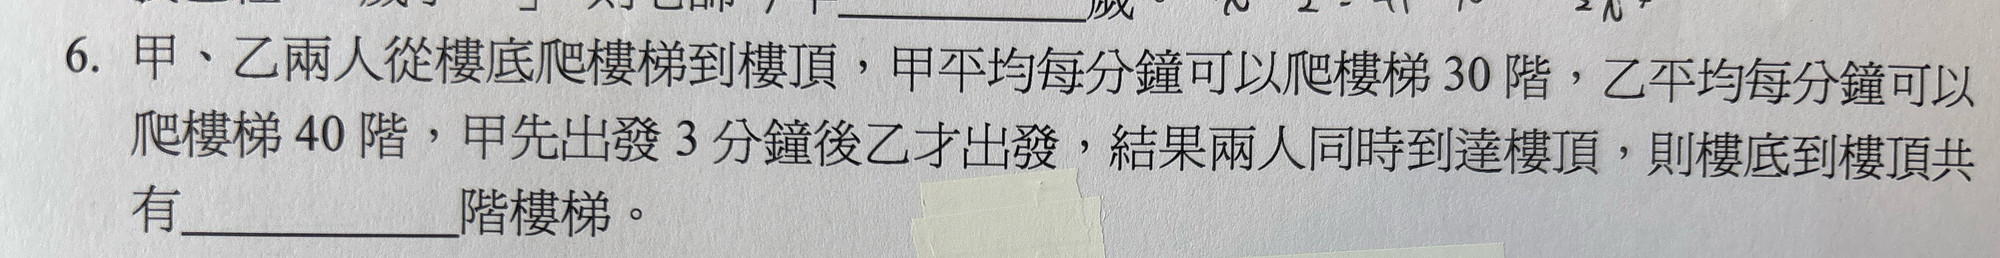 歲。
6. 甲、乙兩人從樓底爬樓梯到樓頂，甲平均每分鐘可以爬樓梯 30 階，乙平均每分鐘可以
爬樓梯 40 階，甲先出發 3 分鐘後乙才出發，結果兩人同時到達樓頂，則樓底到樓頂共
有__________階樓梯。